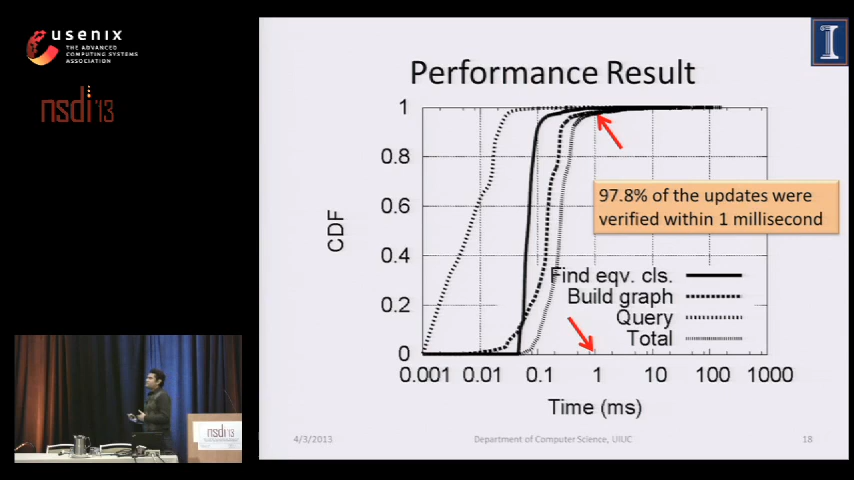 usenix
THE ADVANCED
COMPUTING SYSTEMS
ASSOCIATION
nsdi '13
I
Performance Result
1
0.8
0.6
0.4
0.2
0
CDF
97.8% of the updates were
verified within 1 millisecond
Find eqv. cls.
Build graph
Query
Total
0.001 0.01 0.1 1 10 100 1000
Time (ms)
4/3/2013
Department of Computer Science, UIUC
18
nsdi'13